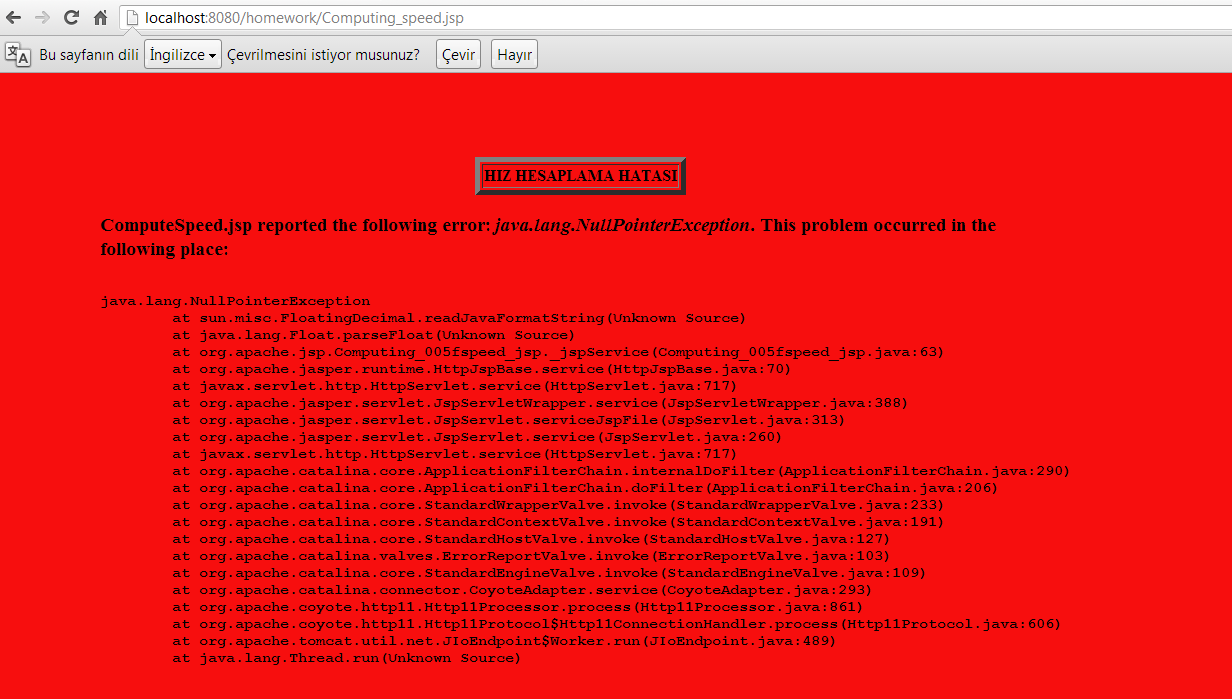 localhost:8080/homework/Computing_speed.jsp
Bu sayfanın dili İngilizce Çevrilmesini istiyor musunuz? Çevir Hayır
HIZ HESAPLAMA HATASI
ComputeSpeed.jsp reported the following error: java.lang.NullPointerException. This problem occurred in the
following place:
java.lang.NullPointerException
at sun.misc.FloatingDecimal.readJavaFormatString(Unknown Source)
at java.lang.Float.parseFloat(Unknown Source)
at org.apache.jsp.Computing_005fspeed_jsp._jspService(Computing_005fspeed_jsp.java:63)
at org.apache.jasper.runtime.HttpJspBase.service(HttpJspBase.java:70)
at javax.servlet.http.HttpServlet.service(HttpServlet.java:717)
at org.apache.jasper.servlet.JspServletWrapper.service(JspServletWrapper.java:388)
at org.apache.jasper.servlet.JspServlet.serviceJspFile(JspServlet.java:313)
at org.apache.jasper.servlet.JspServlet.service(JspServlet.java:260)
at javax.servlet.http.HttpServlet.service(HttpServlet.java:717)
at org.apache.catalina.core.ApplicationFilterChain.internalDoFilter(ApplicationFilterChain.java:290)
at org.apache.catalina.core.ApplicationFilterChain.doFilter(ApplicationFilterChain.java:206)
at org.apache.catalina.core.StandardWrapperValve.invoke(StandardWrapperValve.java:233)
at org.apache.catalina.core.StandardContextValve.invoke(StandardContextValve.java:191)
at org.apache.catalina.core.StandardHostValve.invoke(StandardHostValve.java:127)
at org.apache.catalina.valves.ErrorReportValve.invoke(ErrorReportValve.java:103)
at org.apache.catalina.core.StandardEngineValve.invoke(StandardEngineValve.java:109)
at org.apache.catalina.connector.CoyoteAdapter.service(CoyoteAdapter.java:293)
at org.apache.coyote.http11.Http11Processor.process(Http11Processor.java:861)
at org.apache.coyote.http11.Http11Protocol$Http11ConnectionHandler.process(Http11Protocol.java:606)
at org.apache.tomcat.util.net.JIoEndpoint$Worker.run(JIoEndpoint.java:489)
at java.lang.Thread.run(Unknown Source)